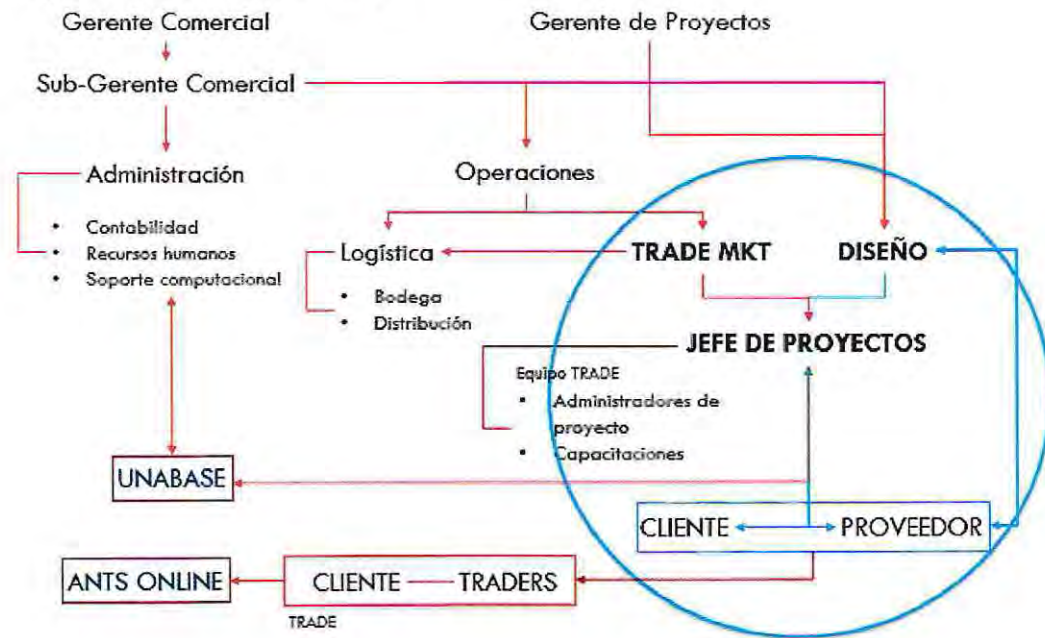 Gerente Comercial
Gerente de Proyectos
Sub-Gerente Comercial
Administración
Operaciones
• Contabilidad
• Recursos humanos
• Soporte computacional
Logística
TRADE MKT
DISEÑO
• Bodega
• Distribución
JEFE DE PROYECTOS
Equipo TRADE
• Administradores de
proyecto
• Capacitaciones
UNABASE
CLIENTE
PROVEEDOR
ANTS ONLINE
CLIENTE
TRADERS
TRADE